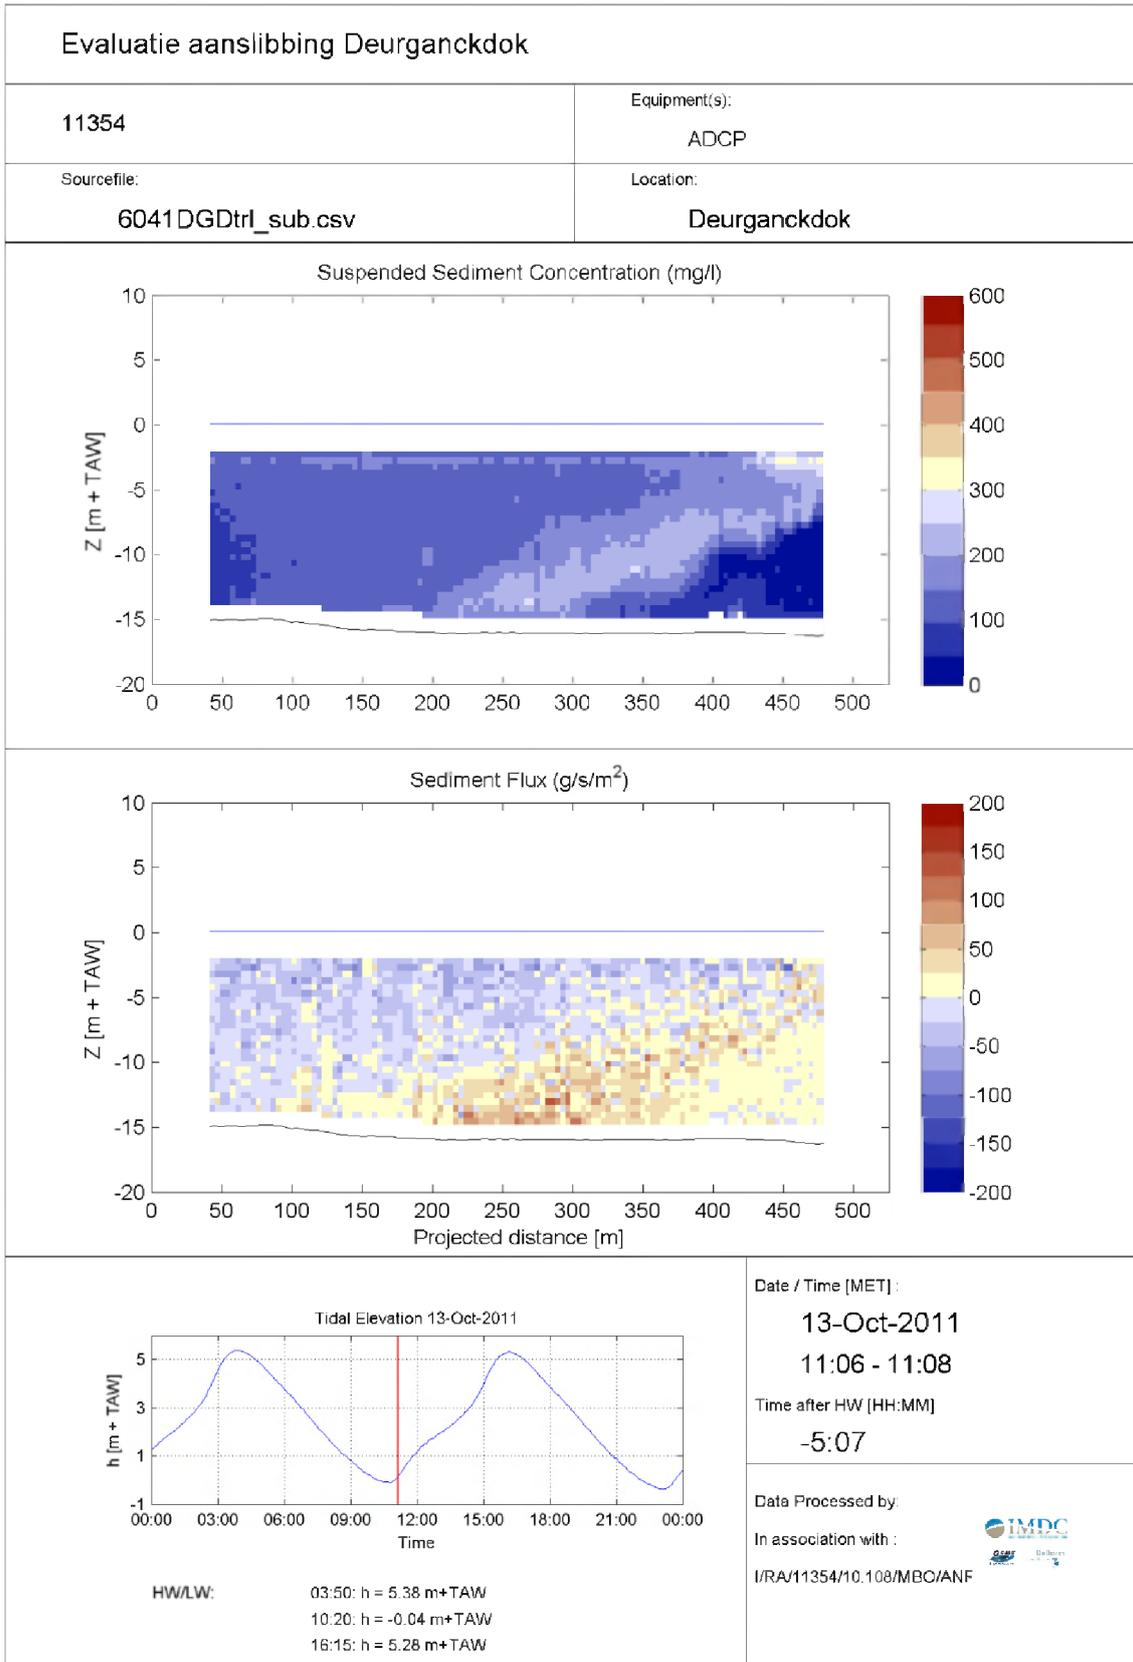 Evaluatie aanslibbing Deurganckdok
11354
Equipment(s):
ADCP
Sourcefile:
6041DGDtrl_sub.csv
Location:
Deurganckdok
Suspended Sediment Concentration (mg/l)
10
5
0
-5
-10
-15
-20
Z [m + TAW]
0 50 100 150 200 250 300 350 400 450 500
600
500
400
300
200
100
0
Sediment Flux (g/s/m²)
10
5
0
-5
-10
-15
-20
Z [m + TAW]
0 50 100 150 200 250 300 350 400 450 500
Projected distance [m]
200
150
100
50
0
-50
-100
-150
-200
Tidal Elevation 13-Oct-2011
5
3
1
-1
h [m + TAW]
00:00 03:00 06:00 09:00 12:00 15:00 18:00 21:00 00:00
Time
HW/LW:
03:50: h = 5.38 m+TAW
10:20: h = -0.04 m+TAW
16:15: h = 5.28 m+TAW
Date / Time [MET] :
13-Oct-2011
11:06 - 11:08
Time after HW [HH:MM]
-5:07
Data Processed by:
IMDC
In association with :
I/RA/11354/10.108/MBO/ANF